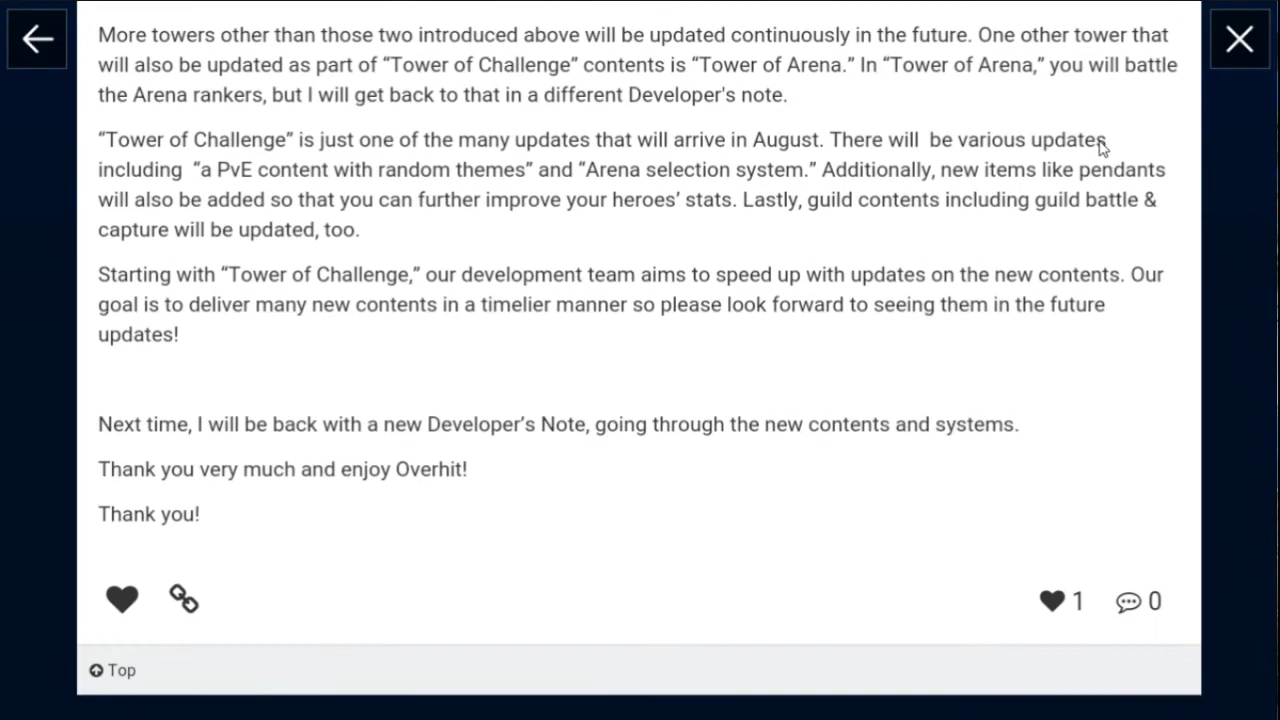 More towers other than those two introduced above will be updated continuously in the future. One other tower that
will also be updated as part of “Tower of Challenge” contents is “Tower of Arena.” In “Tower of Arena,” you will battle
the Arena rankers, but I will get back to that in a different Developer's note.
“Tower of Challenge” is just one of the many updates that will arrive in August. There will  be various updates
including  “a PvE content with random themes” and “Arena selection system.” Additionally, new items like pendants
will also be added so that you can further improve your heroes’ stats. Lastly, guild contents including guild battle &
capture will be updated, too.
Starting with “Tower of Challenge,” our development team aims to speed up with updates on the new contents. Our
goal is to deliver many new contents in a timelier manner so please look forward to seeing them in the future
updates!
Next time, I will be back with a new Developer’s Note, going through the new contents and systems.
Thank you very much and enjoy Overhit!
Thank you!
1 0
Top